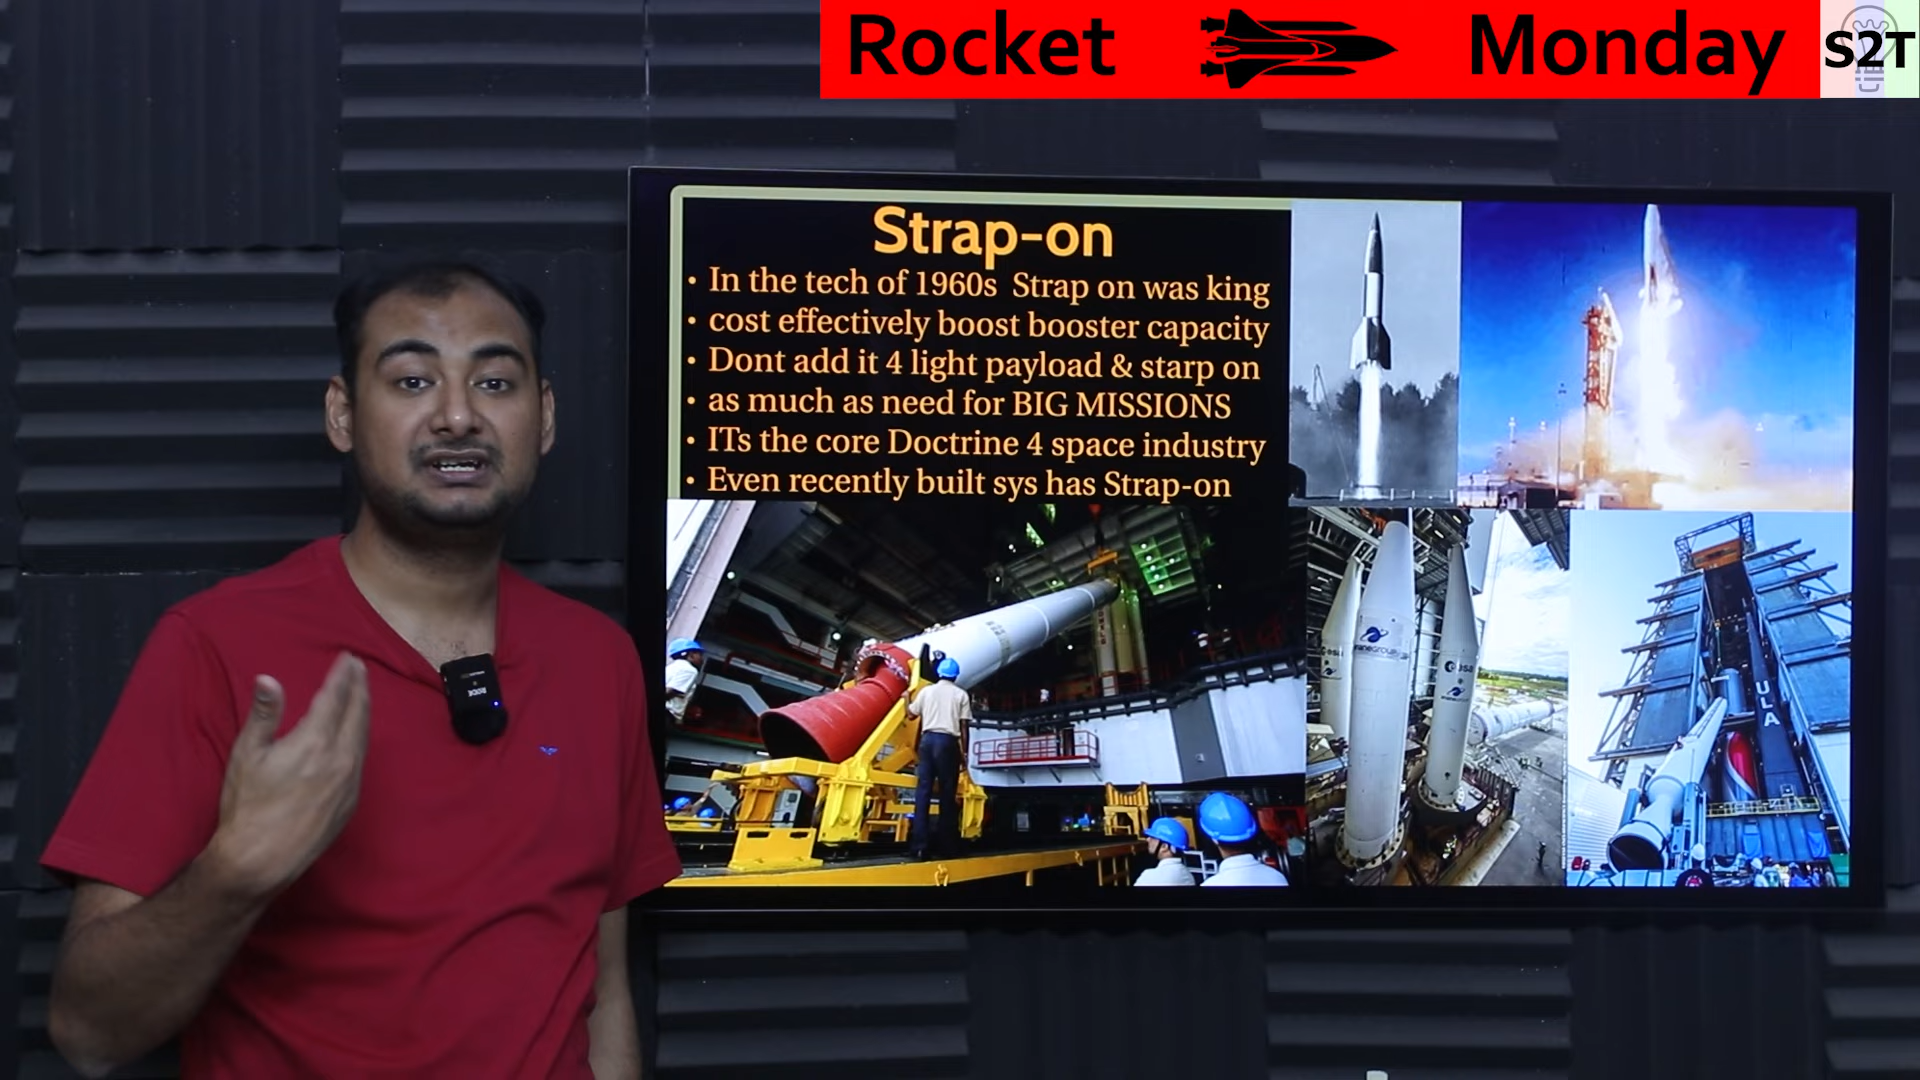 Rocket Monday
S2T
Strap-on
• In the tech of 1960s Strap on was king
• cost effectively boost booster capacity
• Dont add it 4 light payload & starp on
• as much as need for BIG MISSIONS
• ITs the core Doctrine 4 space industry
• Even recently built sys has Strap-on
esa
ULA
RODE